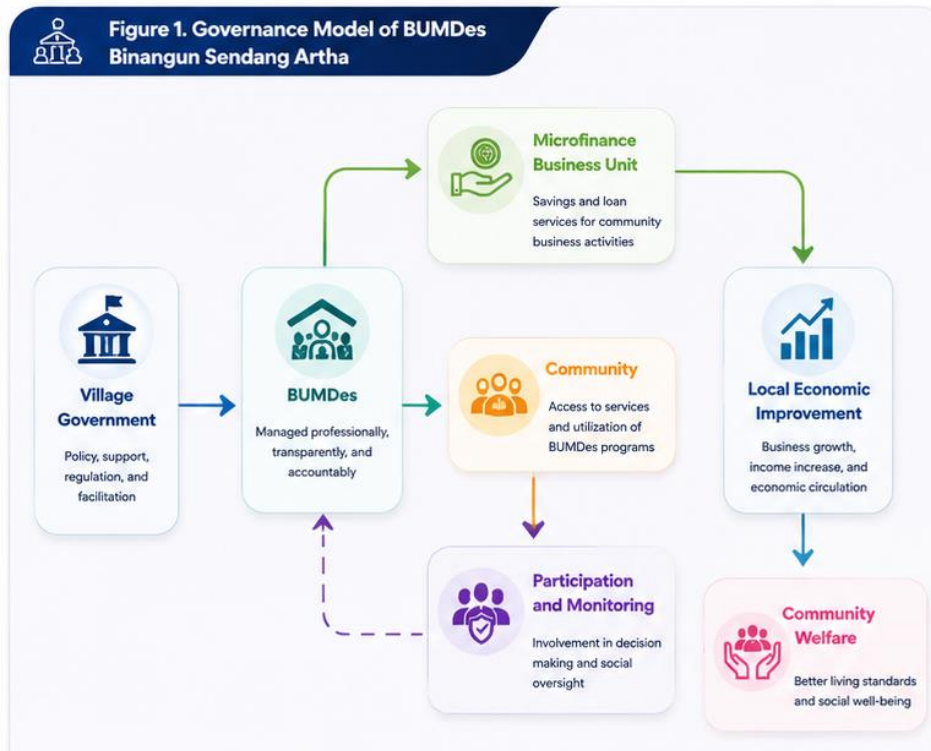 Figure 1. Governance Model of BUMDes
Binangun Sendang Artha
Microfinance
Business Unit
Savings and loan
services for community
business activities
Village
Government
Policy, support,
regulation, and
facilitation
BUMDes
Managed professionally,
transparently, and
accountably
Community
Access to services
and utilization of
BUMDes programs
Local Economic
Improvement
Business growth,
income increase, and
economic circulation
Participation
and Monitoring
Involvement in decision
making and social
oversight
Community
Welfare
Better living standards
and social well-being